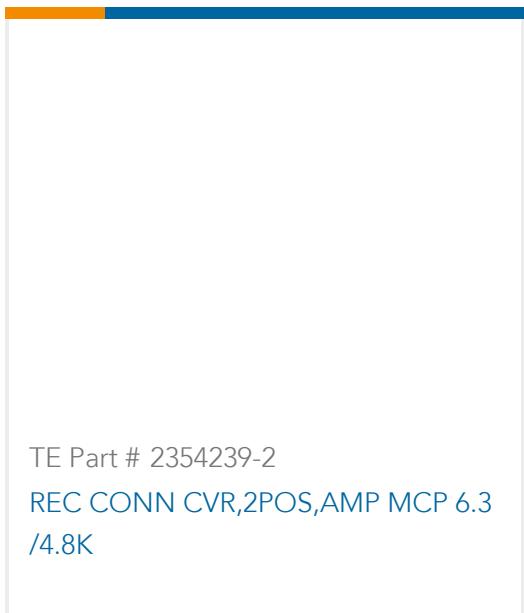 TE Part # 2354239-2
REC CONN CVR,2POS,AMP MCP 6.3
/4.8K